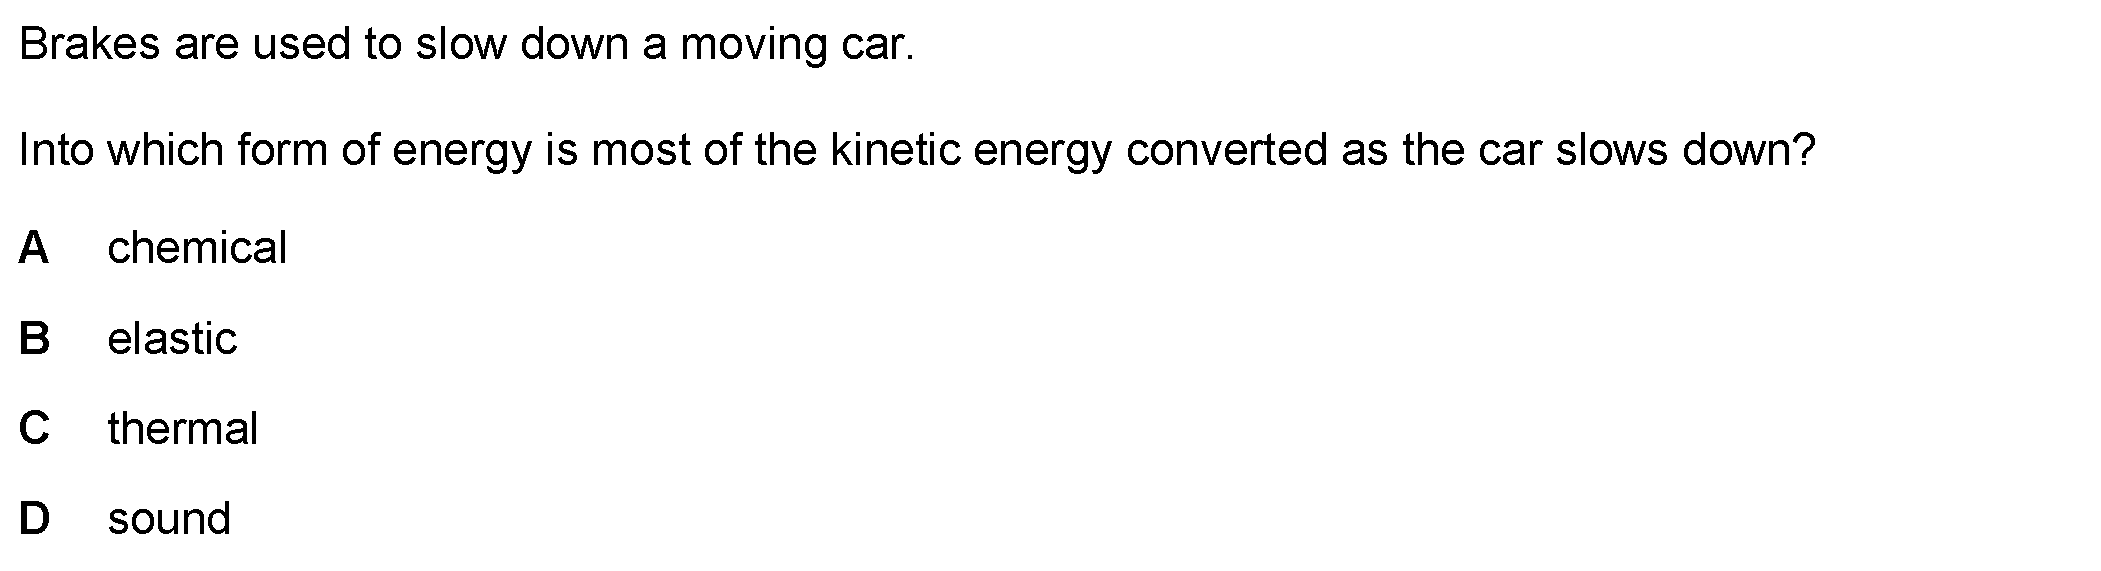 Brakes are used to slow down a moving car.
Into which form of energy is most of the kinetic energy converted as the car slows down?
A chemical
B elastic
C thermal
D sound